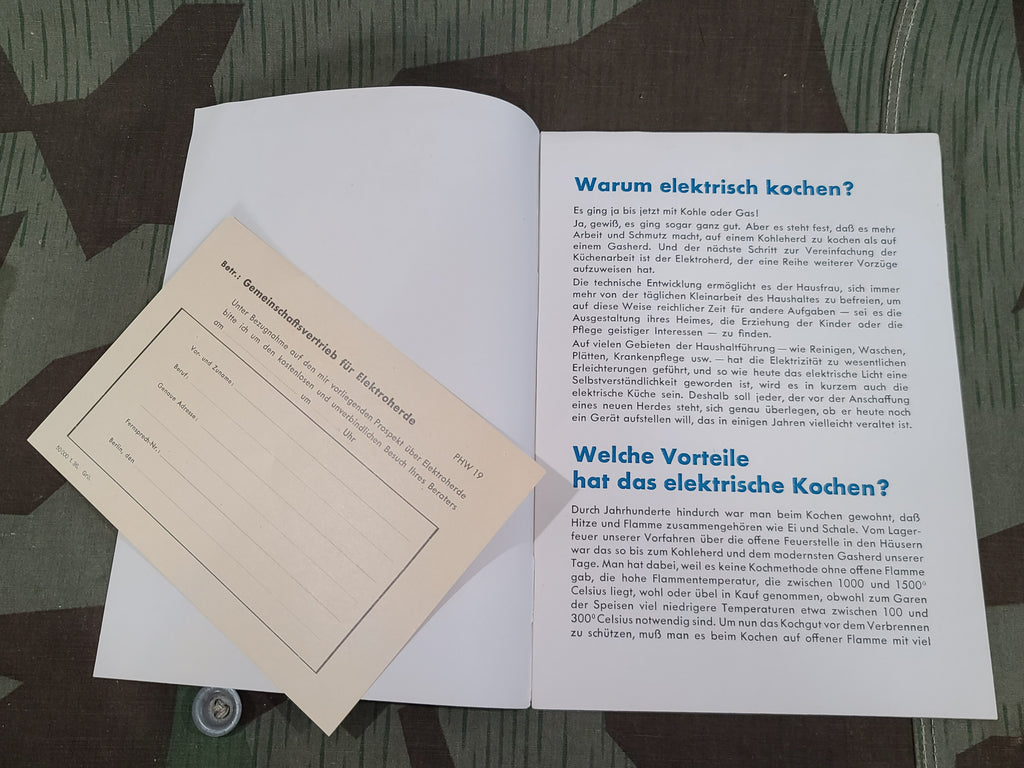 Betr.: Gemeinschaftsvertrieb für Elektroherde
PHW 19
Unter Bezugnahme auf den mir vorliegenden Prospekt über Elektroherde
bitte ich um den kostenlosen und unverbindlichen Besuch Ihres Beraters
am um Uhr
Vor- und Zuname:
Beruf:
Genaue Adresse:
Fernsprech-Nr.:
Berlin, den
Warum elektrisch kochen?
Es ging ja bis jetzt mit Kohle oder Gas!
Ja, gewiß, es ging sogar ganz gut. Aber es steht fest, daß es mehr
Arbeit und Schmutz macht, auf einem Kohleherd zu kochen als auf
einem Gasherd. Und der nächste Schritt zur Vereinfachung der
Küchenarbeit ist der Elektroherd, der eine Reihe weiterer Vorzüge
aufzuweisen hat.
Die technische Entwicklung ermöglicht es der Hausfrau, sich immer
mehr von der täglichen Kleinarbeit des Haushaltes zu befreien, um
auf diese Weise reichlicher Zeit für andere Aufgaben — sei es die
Ausgestaltung ihres Heimes, die Erziehung der Kinder oder die
Pflege geistiger Interessen — zu finden.
Auf vielen Gebieten der Haushaltführung — wie Reinigen, Waschen,
Plätten, Krankenpflege usw. — hat die Elektrizität zu wesentlichen
Erleichterungen geführt, und so wie heute das elektrische Licht eine
Selbstverständlichkeit geworden ist, wird es in kurzem auch die
elektrische Küche sein. Deshalb soll jeder, der vor der Anschaffung
eines neuen Herdes steht, sich genau überlegen, ob er heute noch
ein Gerät aufstellen will, das in einigen Jahren vielleicht veraltet ist.
Welche Vorteile
hat das elektrische Kochen?
Durch Jahrhunderte hindurch war man beim Kochen gewohnt, daß
Hitze und Flamme zusammengehören wie Ei und Schale. Vom Lager-
feuer unserer Vorfahren über die offene Feuerstelle in den Häusern
war das so bis zum Kohleherd und dem modernsten Gasherd unserer
Tage. Man hat dabei, weil es keine Kochmethode ohne offene Flamme
gab, die hohe Flammentemperatur, die zwischen 1000 und 1500°
Celsius liegt, wohl oder übel in Kauf genommen, obwohl zum Garen
der Speisen viel niedrigere Temperaturen etwa zwischen 100 und
300° Celsius notwendig sind. Um nun das Kochgut vor dem Verbrennen
zu schützen, muß man es beim Kochen auf offener Flamme mit viel